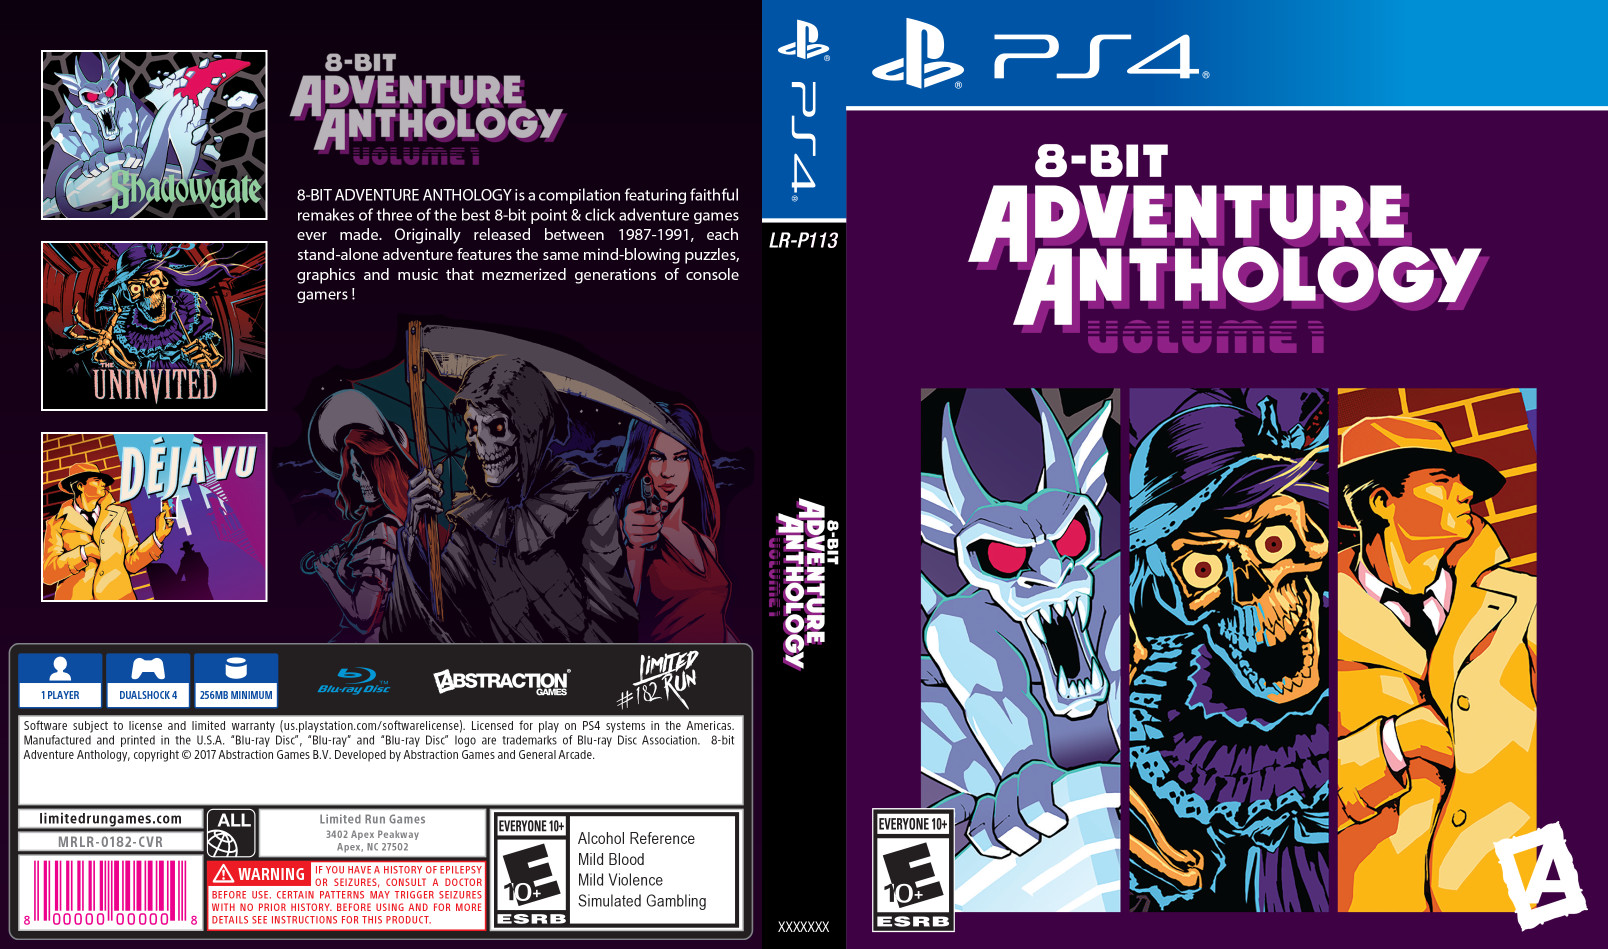 Shadowgate
THE
UNINVITED
DÉJÀ VU
8-BIT
ADVENTURE
ANTHOLOGY
VOLUME 1
8-BIT ADVENTURE ANTHOLOGY is a compilation featuring faithful
remakes of three of the best 8-bit point & click adventure games
ever made. Originally released between 1987-1991, each
stand-alone adventure features the same mind-blowing puzzles,
graphics and music that mezmerized generations of console
gamers !
1 PLAYER
DUALSHOCK 4
256MB MINIMUM
Blu-ray Disc™
ABSTRACTION®
GAMES
LIMITED
RUN
#182
Software subject to license and limited warranty (us.playstation.com/softwarelicense). Licensed for play on PS4 systems in the Americas.
Manufactured and printed in the U.S.A. “Blu-ray Disc”, “Blu-ray” and “Blu-ray Disc” logo are trademarks of Blu-ray Disc Association. 8-bit
Adventure Anthology, copyright © 2017 Abstraction Games B.V. Developed by Abstraction Games and General Arcade.
limitedrungames.com
MRLR-0182-CVR
8 00000 00000 8
ALL
Limited Run Games
3402 Apex Peakway
Apex, NC 27502
WARNING IF YOU HAVE A HISTORY OF EPILEPSY
OR SEIZURES, CONSULT A DOCTOR
BEFORE USE. CERTAIN PATTERNS MAY TRIGGER SEIZURES
WITH NO PRIOR HISTORY. BEFORE USING AND FOR MORE
DETAILS SEE INSTRUCTIONS FOR THIS PRODUCT.
EVERYONE 10+
E
10+
ESRB
Alcohol Reference
Mild Blood
Mild Violence
Simulated Gambling
PS4®
LR-P113
8-BIT
ADVENTURE
ANTHOLOGY
VOLUME 1
XXXXXXX
PS4®
8-BIT
ADVENTURE
ANTHOLOGY
VOLUME 1
EVERYONE 10+
E
10+
ESRB
A